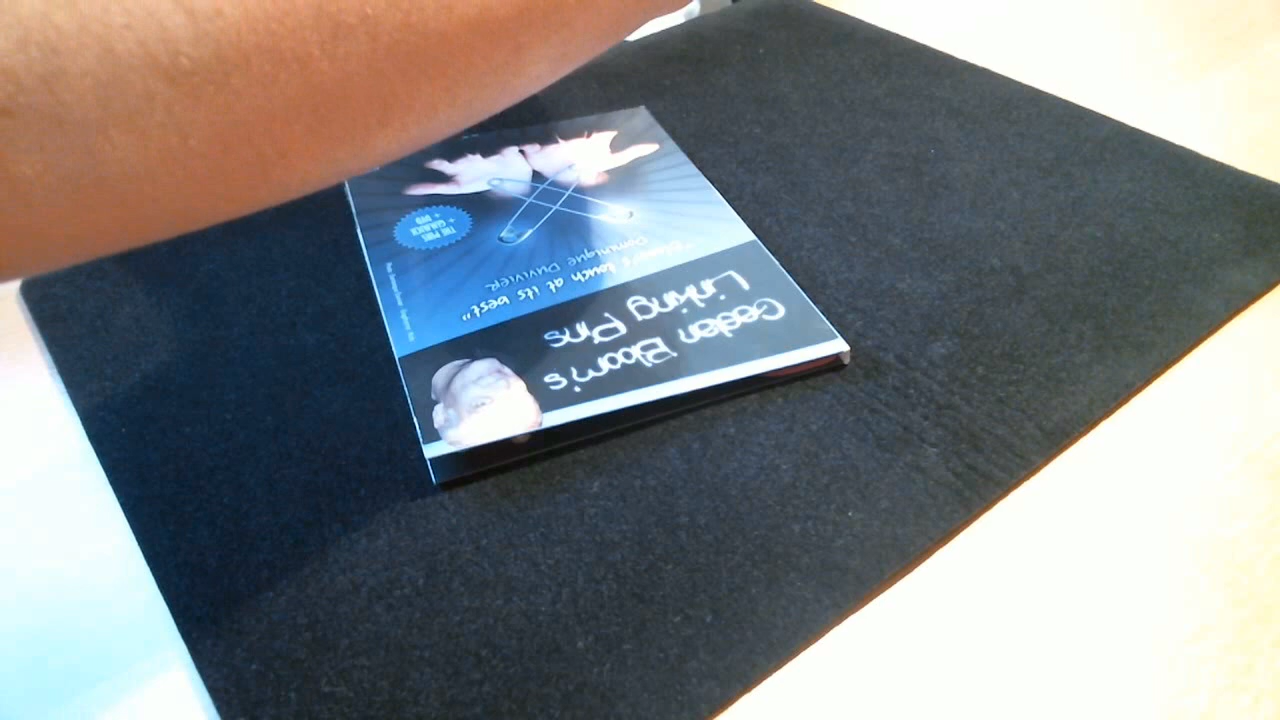 Gaëtan Bloom's
Linking Pins
"Bloom's touch at its best"
Dominique Duvivier
THE PINS
+ GIMMICK
+ DVD